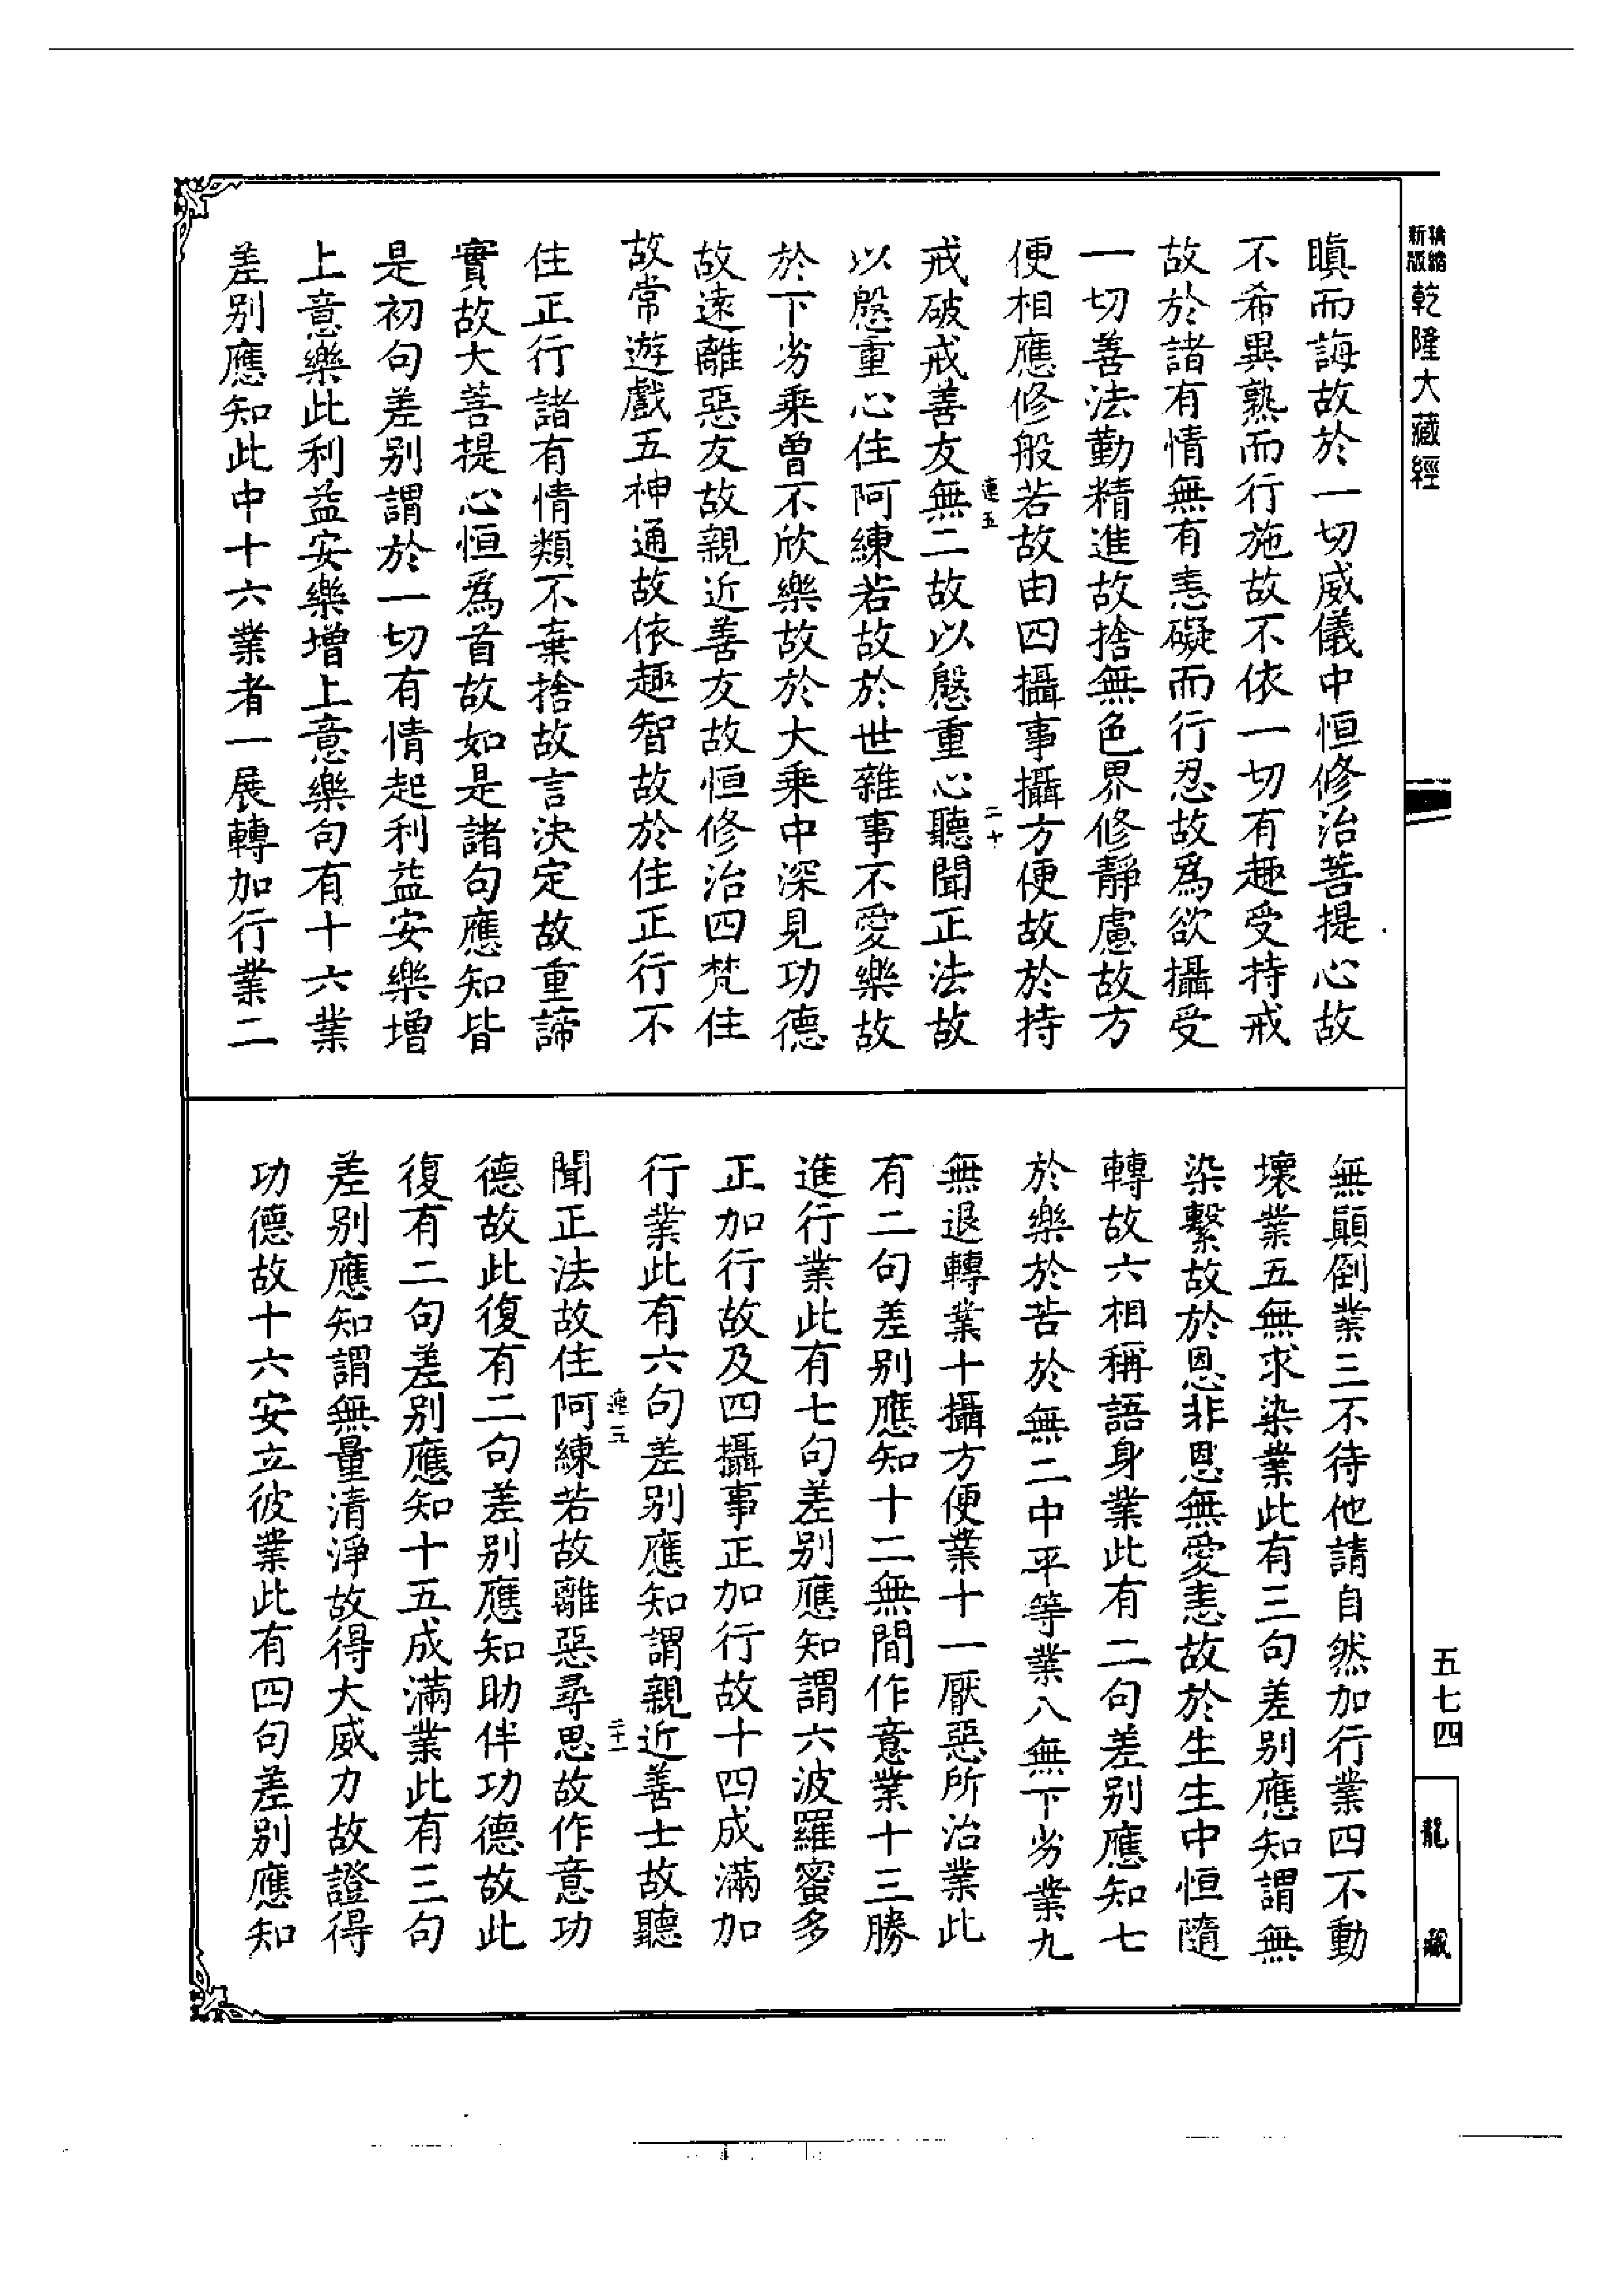 新版精縮
乾隆大藏經
瞋而誨故於一切威儀中恒修治菩提心故
不希異熟而行施故不依一切有趣受持戒
故於諸有情無有恚礙而行忍故爲欲攝受
一切善法勤精進故捨無色界修靜慮故方
便相應修般若故由四攝事攝方便故於持
戒破戒善友無二故以慇重心聽聞正法故
以慇重心住阿練若故於世雜事不愛樂故
於下劣乘曾不欣樂故於大乘中深見功德
故遠離惡友故親近善友故恒修治四梵住
故常遊戲五神通故依趣智故於住正行不
住正行諸有情類不棄捨故言決定故重諦
實故大菩提心恒爲首故如是諸句應知皆
是初句差別謂於一切有情起利益安樂增
上意樂此利益安樂增上意樂句有十六業
差別應知此中十六業者一展轉加行業二
無顚倒業三不待他請自然加行業四不動
壞業五無求染業此有三句差別應知謂無
染繫故於恩非恩無愛恚故於生生中恒隨
轉故六相稱語身業此有二句差別應知七
於樂於苦於無二中平等業八無下劣業九
無退轉業十攝方便業十一厭惡所治業此
有二句差別應知十二無間作意業十三勝
進行業此有七句差別應知謂六波羅蜜多
正加行故及四攝事正加行故十四成滿加
行業此有六句差別應知謂親近善士故聽
聞正法故住阿練若故離惡尋思故作意功
德故此復有二句差別應知助伴功德故此
復有二句差別應知十五成滿業此有三句
差別應知謂無量清淨故得大威力故證得
功德故十六安立彼業此有四句差別應知
五七四
龍藏